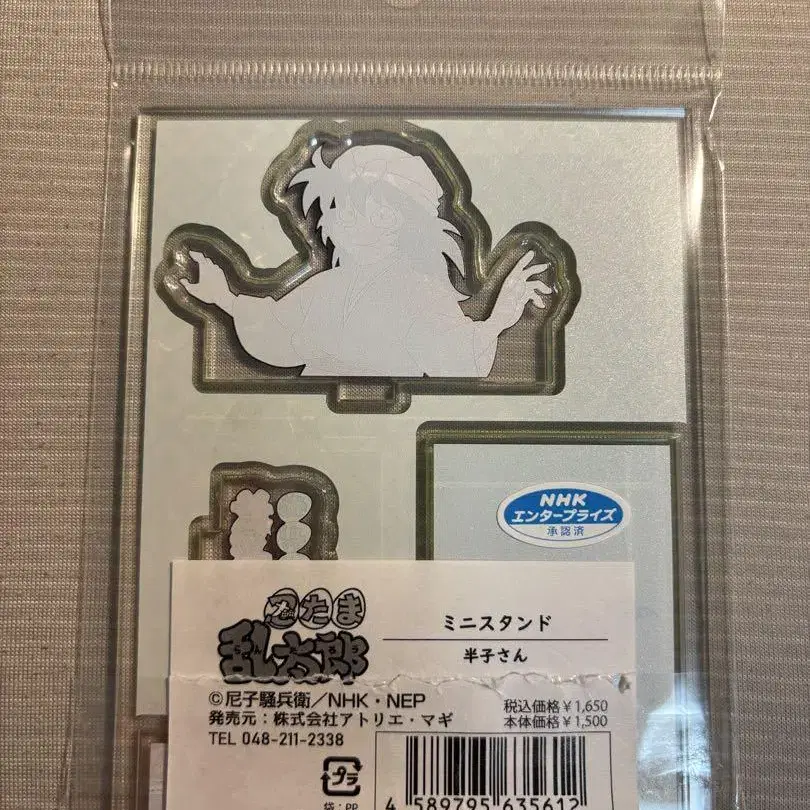 NHK
エンタープライズ
承認済
忍たま
乱太郎
ミニスタンド
半子さん
©尼子騒兵衛/NHK・NEP
発売元:株式会社アトリエ・マギ
TEL 048-211-2338
税込価格¥1,650
本体価格¥1,500
プラ
袋:PP
4 589795 635612